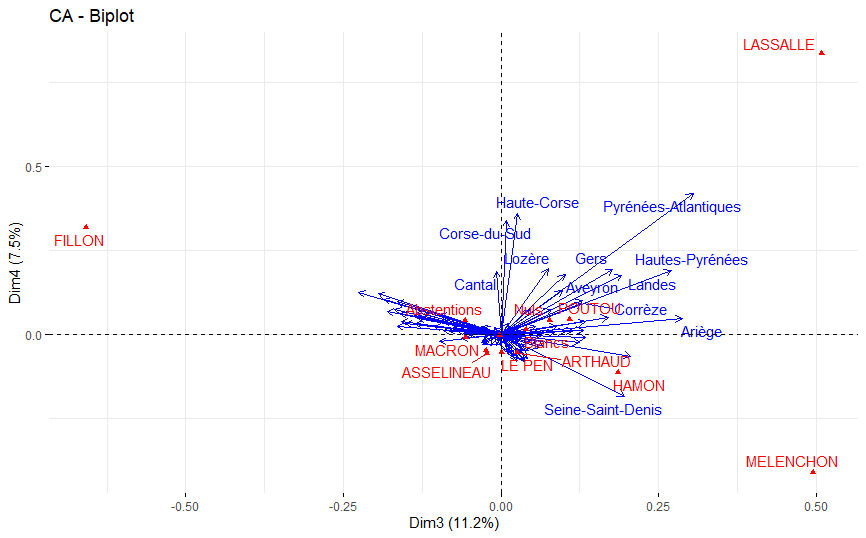 CA - Biplot
LASSALLE
0.5
Haute-Corse
Pyrénées-Atlantiques
Corse-du-Sud
FILLON
Lozère
Gers
Hautes-Pyrénées
Dim4 (7.5%)
Cantal
Aveyron
Landes
Abstentions
Nuls
POUTOU
Corrèze
0.0
Ariège
Blancs
MACRON
ARTHAUD
ASSELINEAU
LE PEN
HAMON
Seine-Saint-Denis
MELENCHON
-0.50
-0.25
0.00
0.25
0.50
Dim3 (11.2%)